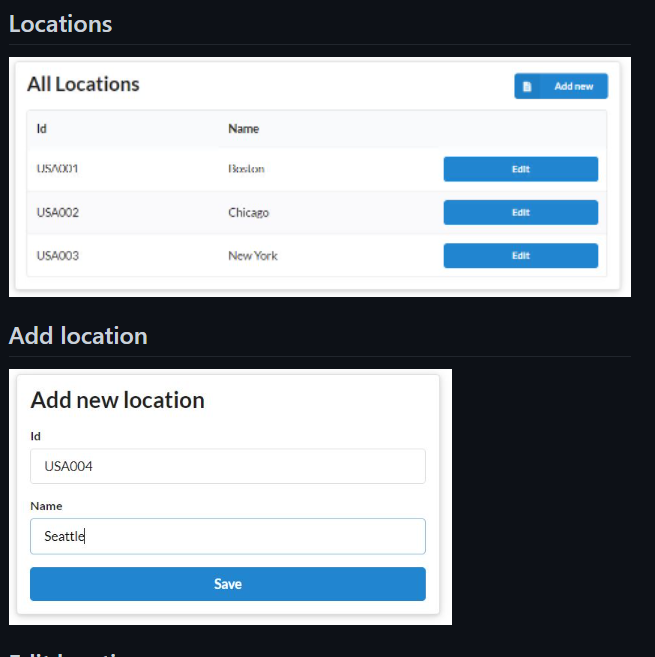 Locations
All Locations
Add new
Id Name
USA001 Boston Edit
USA002 Chicago Edit
USA003 New York Edit
Add location
Add new location
Id
USA004
Name
Seattle
Save